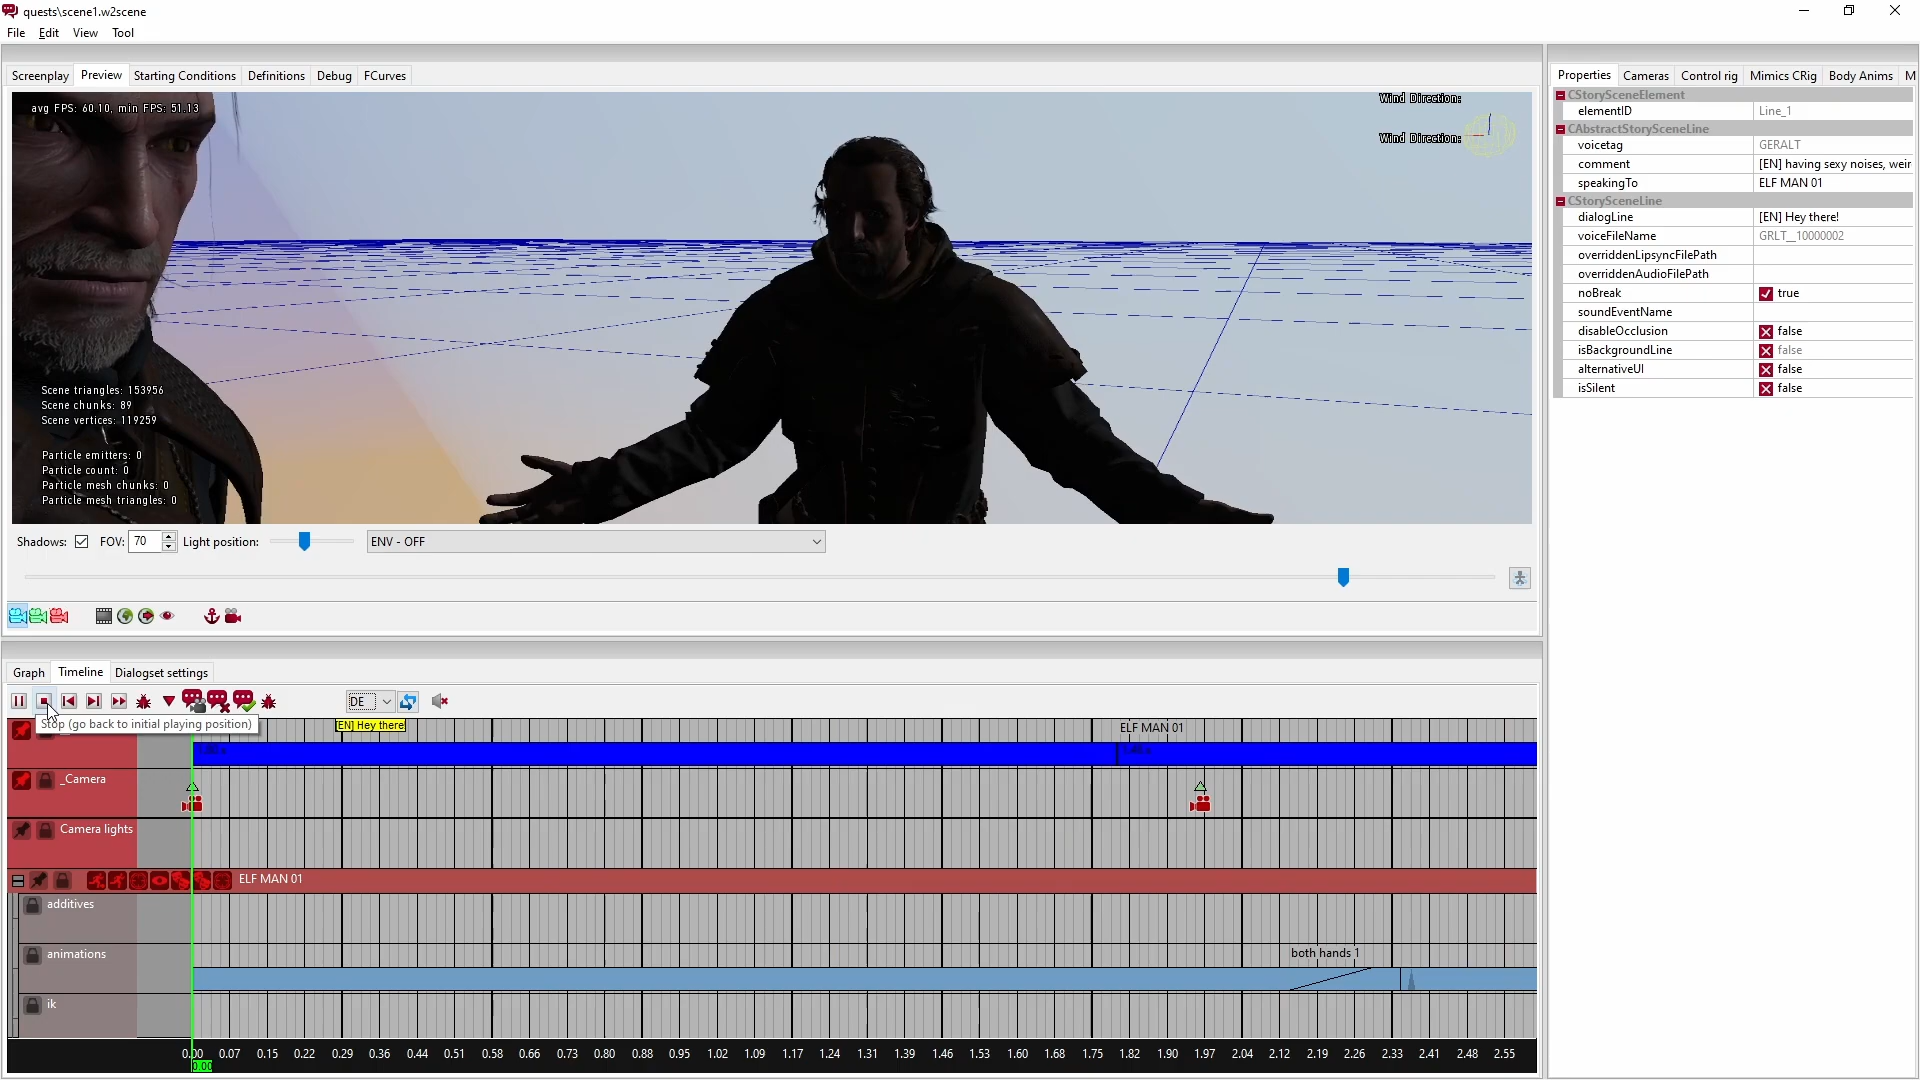 quests\scene1.w2scene
File Edit View Tool
Screenplay Preview Starting Conditions Definitions Debug FCurves
avg FPS: 60.10, min FPS: 51.13
Wind Direction:
Wind Direction:
Scene triangles: 153956
Scene chunks: 89
Scene vertices: 119259
Particle emitters: 0
Particle count: 0
Particle mesh chunks: 0
Particle mesh triangles: 0
Shadows: FOV: 70 Light position: ENV - OFF
Properties Cameras Control rig Mimics CRig Body Anims M
CStorySceneElement
elementID Line_1
CAbstractStorySceneLine
voicetag GERALT
comment [EN] having sexy noises, weir
speakingTo ELF MAN 01
CStorySceneLine
dialogLine [EN] Hey there!
voiceFileName GRLT__10000002
overriddenLipsyncFilePath
overriddenAudioFilePath
noBreak true
soundEventName
disableOcclusion false
isBackgroundLine false
alternativeUI false
isSilent false
Graph Timeline Dialogset settings
DE
Stop (go back to initial playing position)
[EN] Hey there!
ELF MAN 01
_Camera
Camera lights
ELF MAN 01
additives
animations
both hands 1
ik
0.00 0.07 0.15 0.22 0.29 0.36 0.44 0.51 0.58 0.66 0.73 0.80 0.88 0.95 1.02 1.09 1.17 1.24 1.31 1.39 1.46 1.53 1.60 1.68 1.75 1.82 1.90 1.97 2.04 2.12 2.19 2.26 2.33 2.41 2.48 2.55
0.00